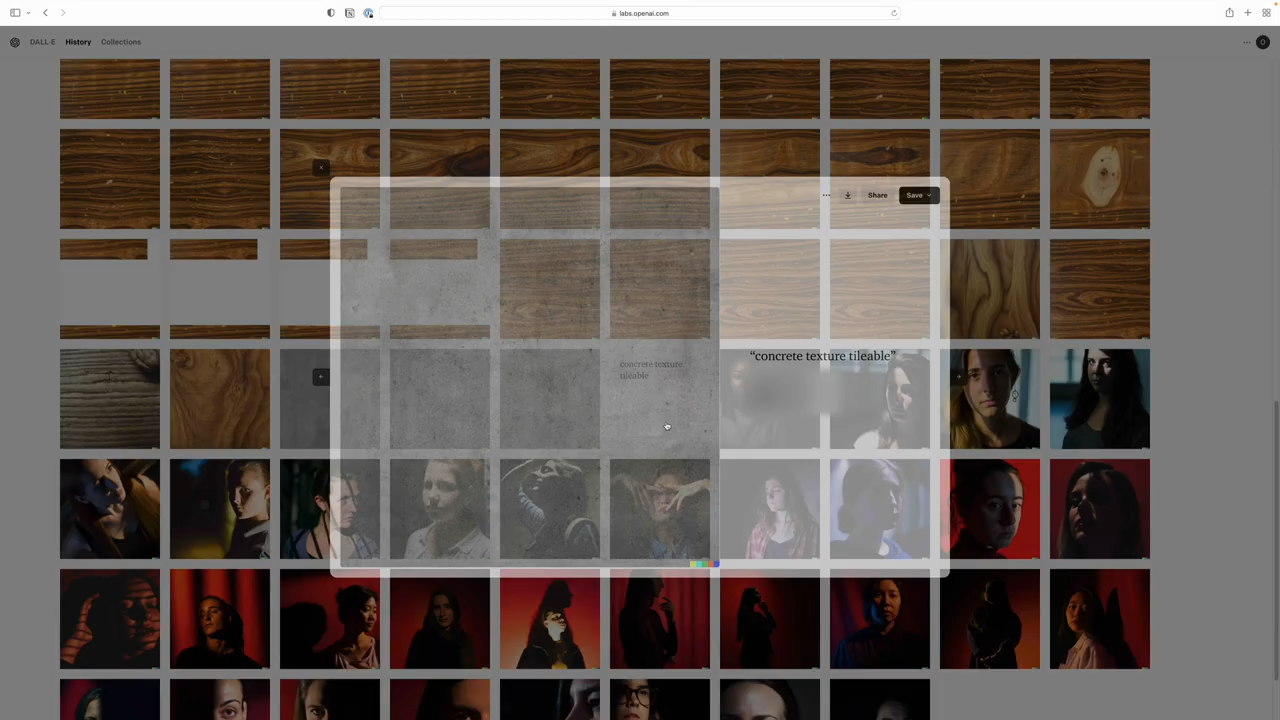 labs.openai.com
DALL·E
History
Collections
O
Share
Save
concrete texture
tileable
“concrete texture tileable”